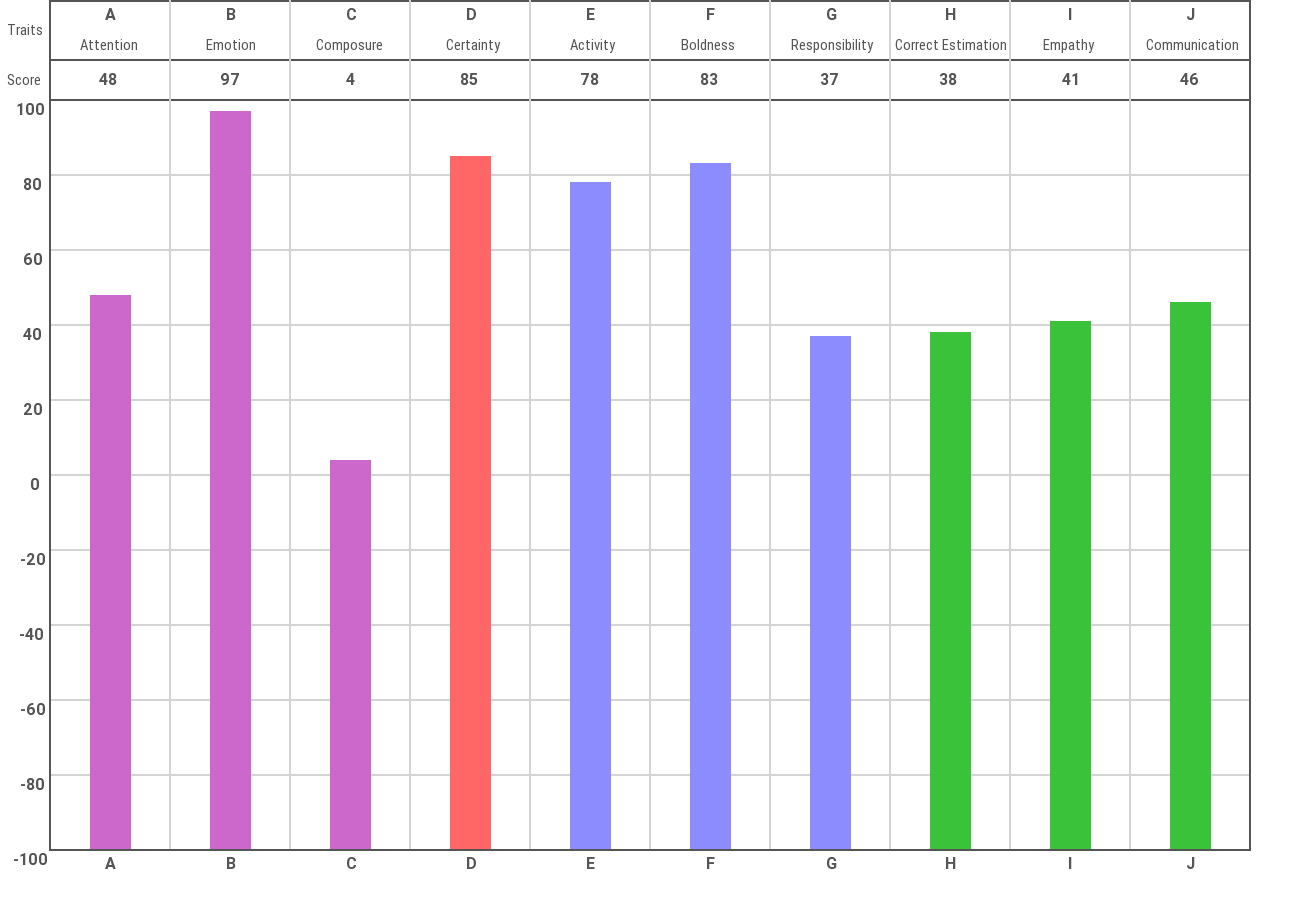 Traits A B C D E F G H I J
Attention Emotion Composure Certainty Activity Boldness Responsibility Correct Estimation Empathy Communication
Score 48 97 4 85 78 83 37 38 41 46
100
80
60
40
20
0
-20
-40
-60
-80
-100
A B C D E F G H I J